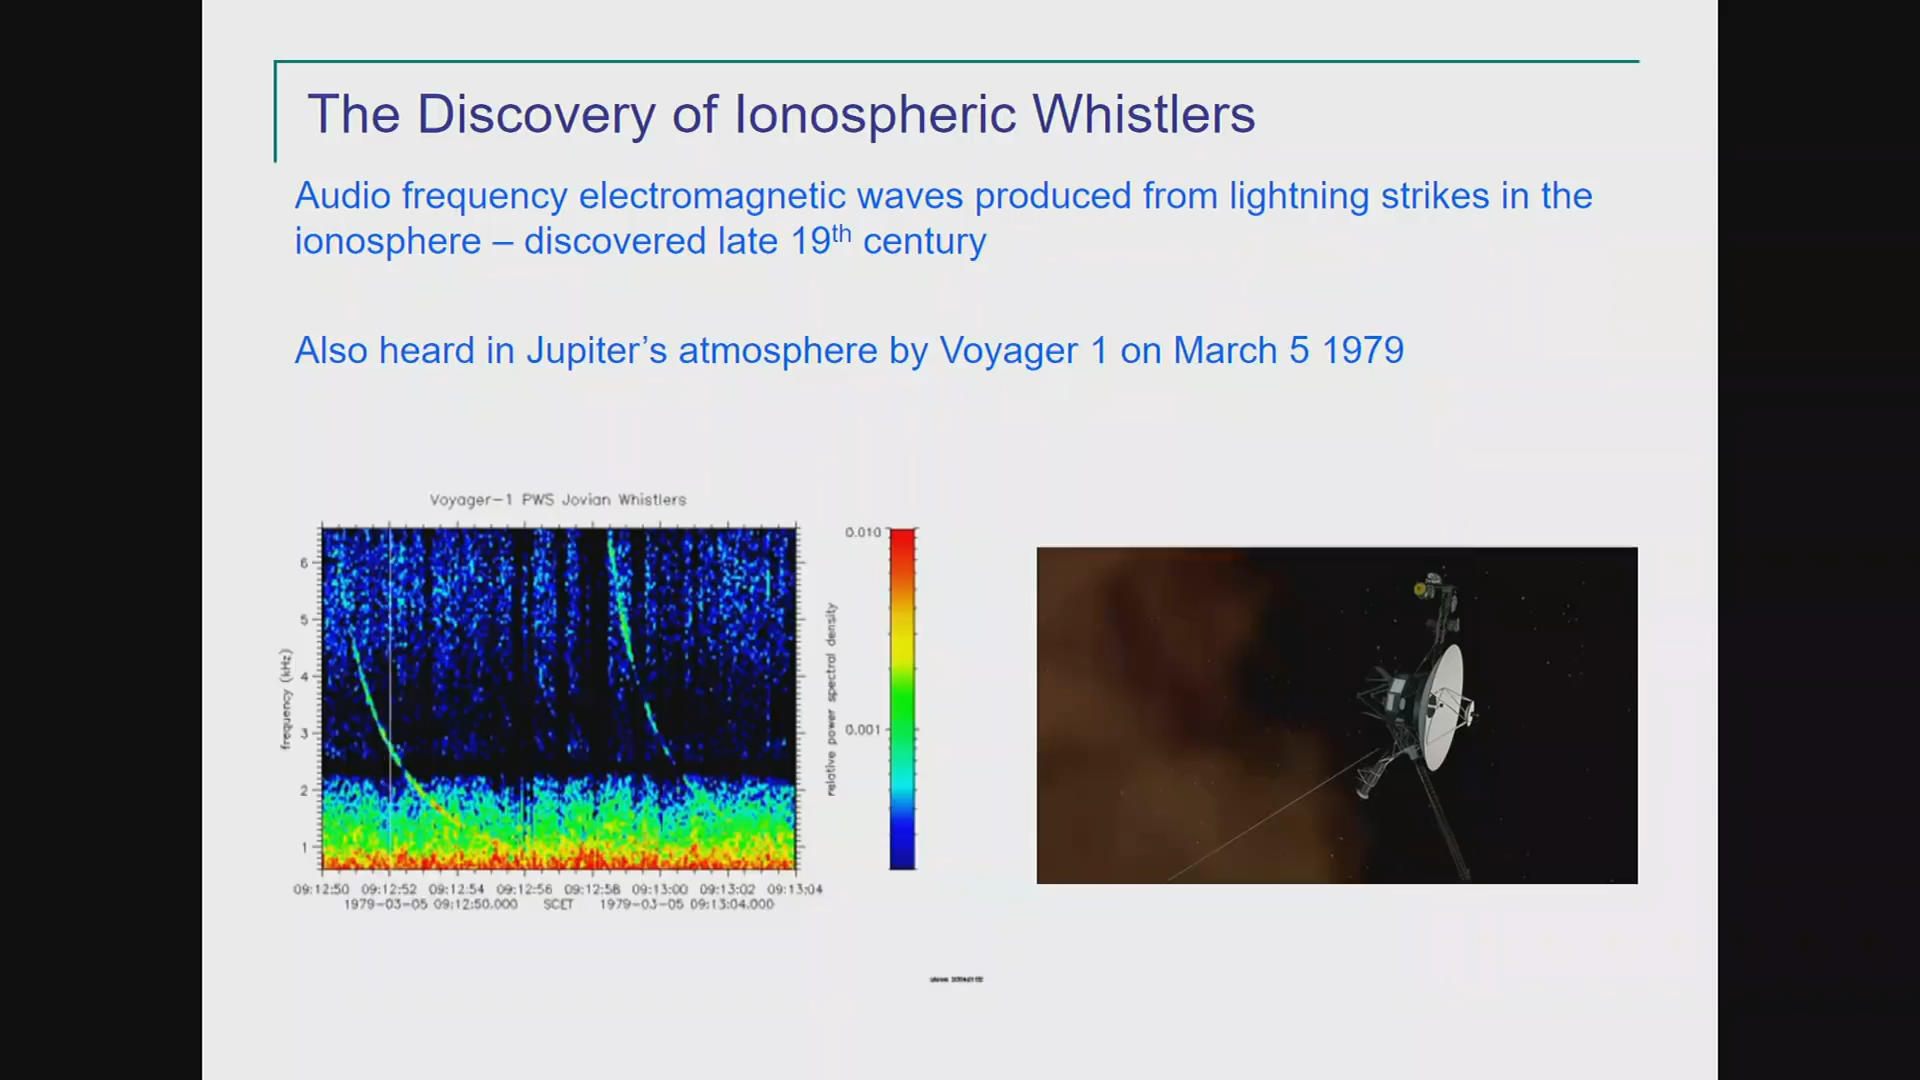 The Discovery of Ionospheric Whistlers
Audio frequency electromagnetic waves produced from lightning strikes in the
ionosphere – discovered late 19th century
Also heard in Jupiter’s atmosphere by Voyager 1 on March 5 1979
Voyager-1 PWS Jovian Whistlers
6
5
4
3
2
1
frequency (kHz)
09:12:50 09:12:52 09:12:54 09:12:56 09:12:58 09:13:00 09:13:02 09:13:04
1979-03-05 09:12:50.000 SCET 1979-03-05 09:13:04.000
0.010
0.001
relative power spectral density